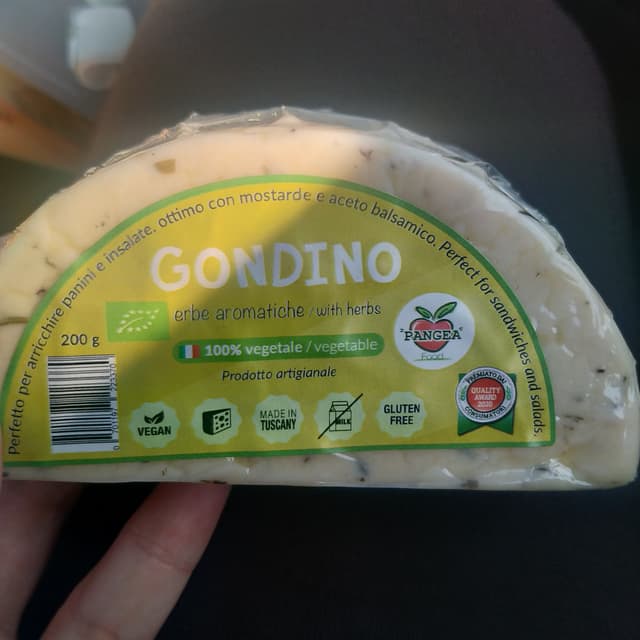 Perfetto per arricchire panini e insalate, ottimo con mostarde e aceto balsamico. Perfect for sandwiches and salads.
GONDINO
erbe aromatiche / with herbs
200 g
100% vegetale / vegetable
Prodotto artigianale
"PANGEA"
Food
VEGAN
MADE IN
TUSCANY
MILK
GLUTEN
FREE
PREMIATO DAI
QUALITY
AWARD
2020
CONSUMATORI